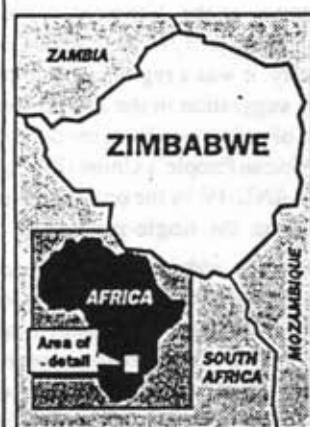 ZAMBIA
ZIMBABWE
AFRICA
Area of
- detail
SOUTH
AFRICA
MOZAMBIQUE